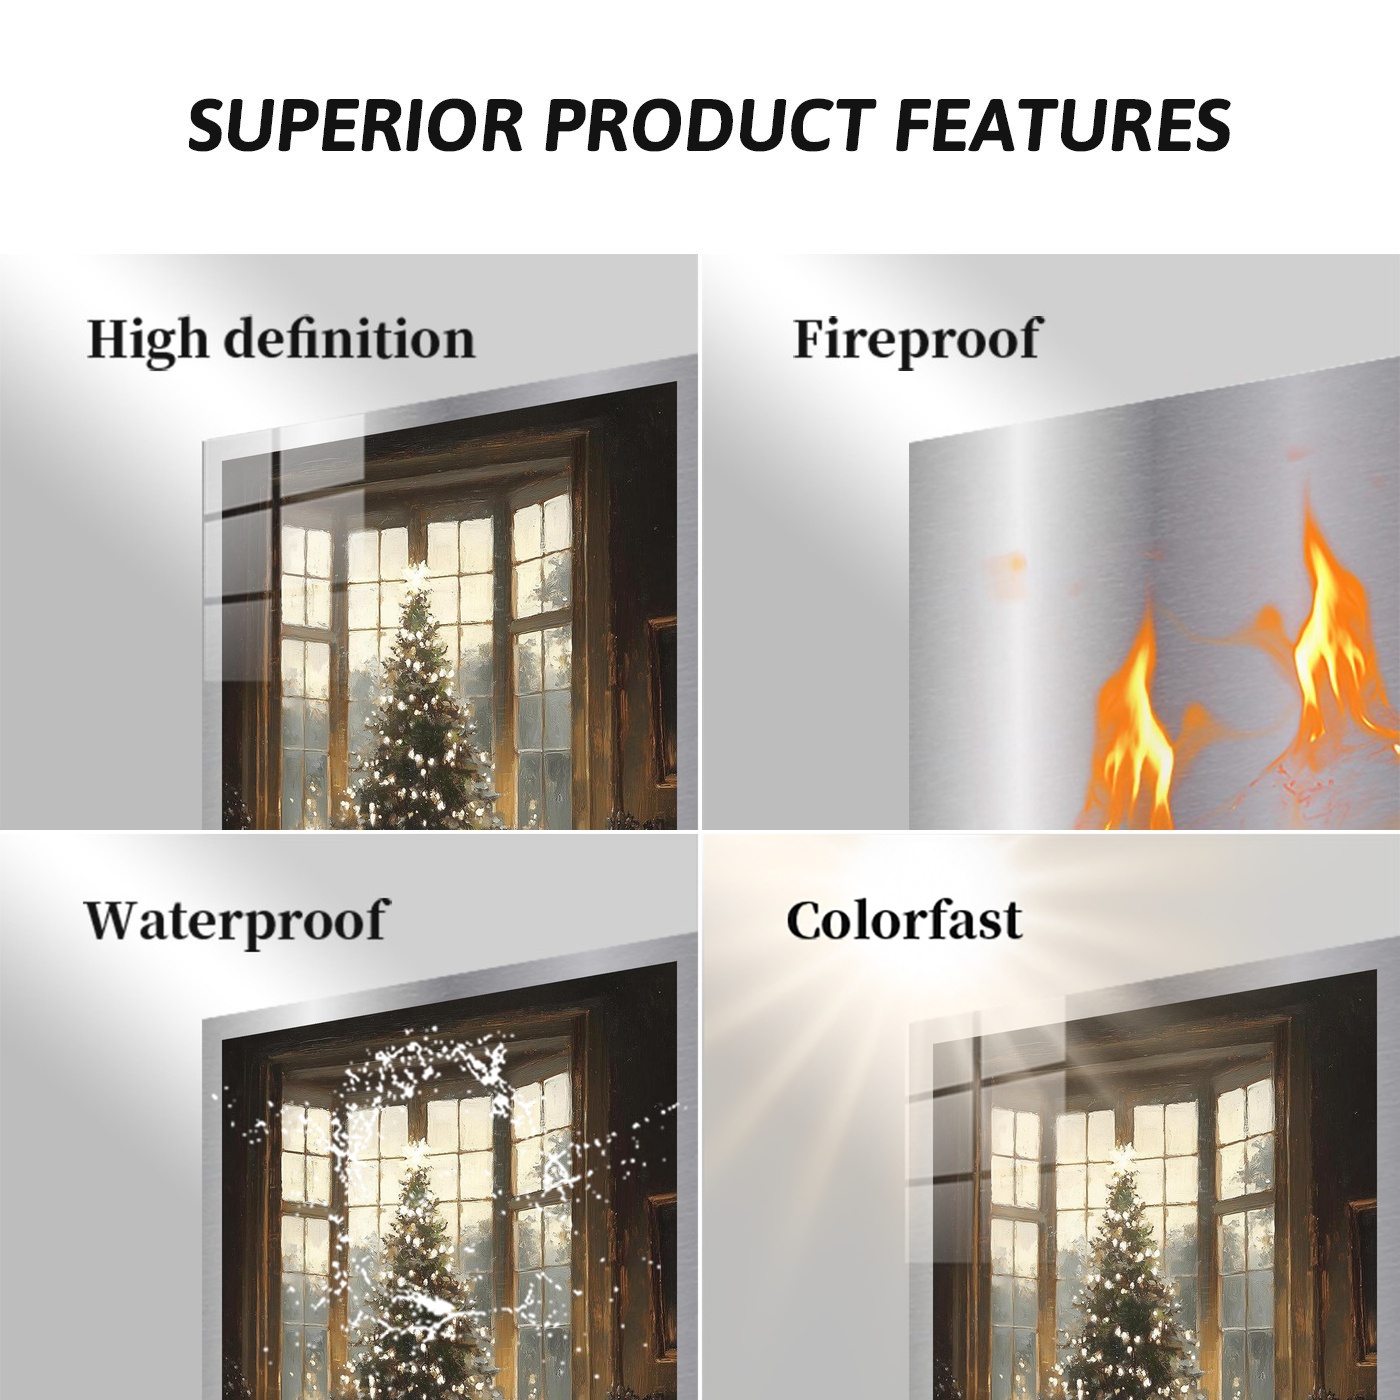 SUPERIOR PRODUCT FEATURES
High definition
Fireproof
Waterproof
Colorfast